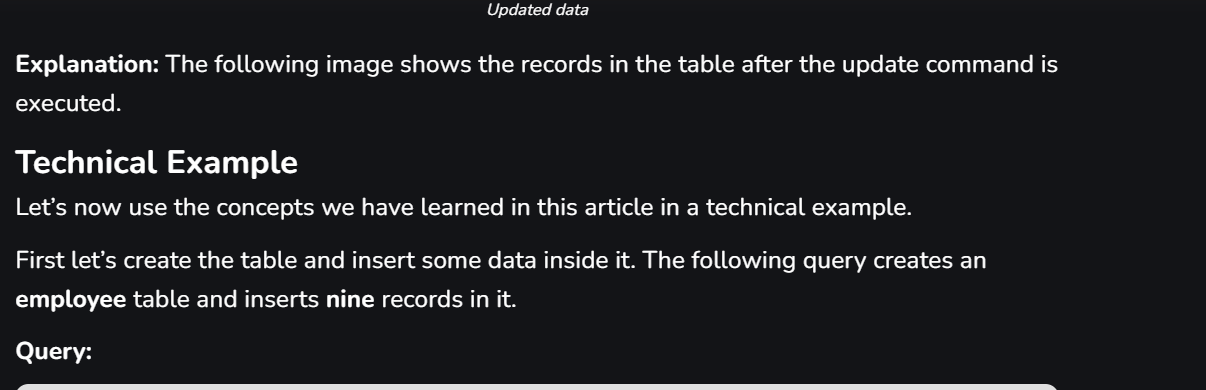 Updated data
Explanation: The following image shows the records in the table after the update command is
executed.
Technical Example
Let’s now use the concepts we have learned in this article in a technical example.
First let’s create the table and insert some data inside it. The following query creates an
employee table and inserts nine records in it.
Query: